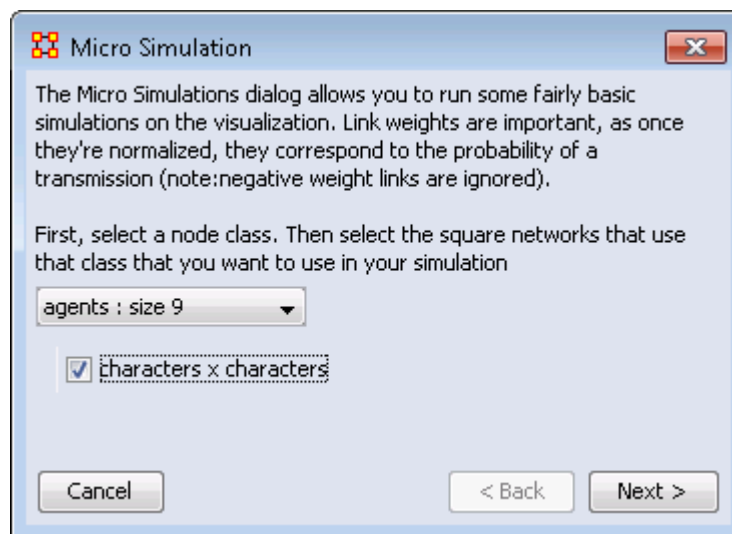 Micro Simulation
The Micro Simulations dialog allows you to run some fairly basic
simulations on the visualization. Link weights are important, as once
they're normalized, they correspond to the probability of a
transmission (note:negative weight links are ignored).
First, select a node class. Then select the square networks that use
that class that you want to use in your simulation
agents : size 9
characters x characters
Cancel
< Back
Next >